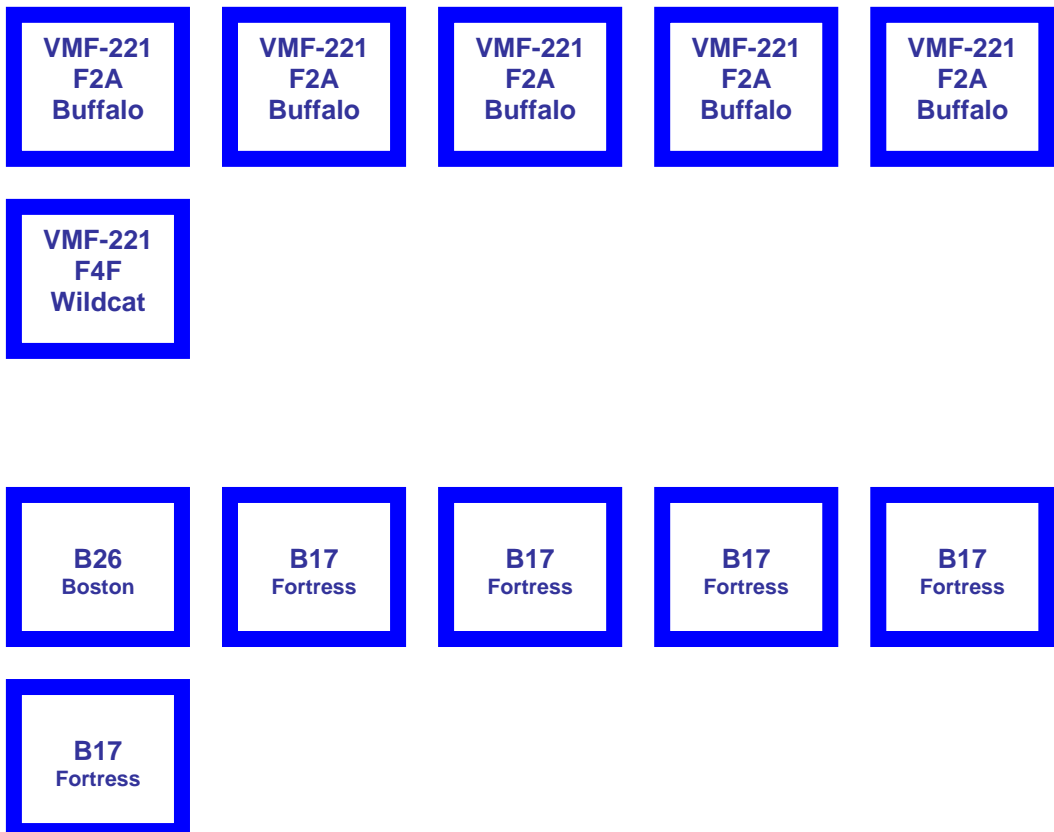 VMF-221
F2A
Buffalo
VMF-221
F2A
Buffalo
VMF-221
F2A
Buffalo
VMF-221
F2A
Buffalo
VMF-221
F2A
Buffalo
VMF-221
F4F
Wildcat
B26
Boston
B17
Fortress
B17
Fortress
B17
Fortress
B17
Fortress
B17
Fortress